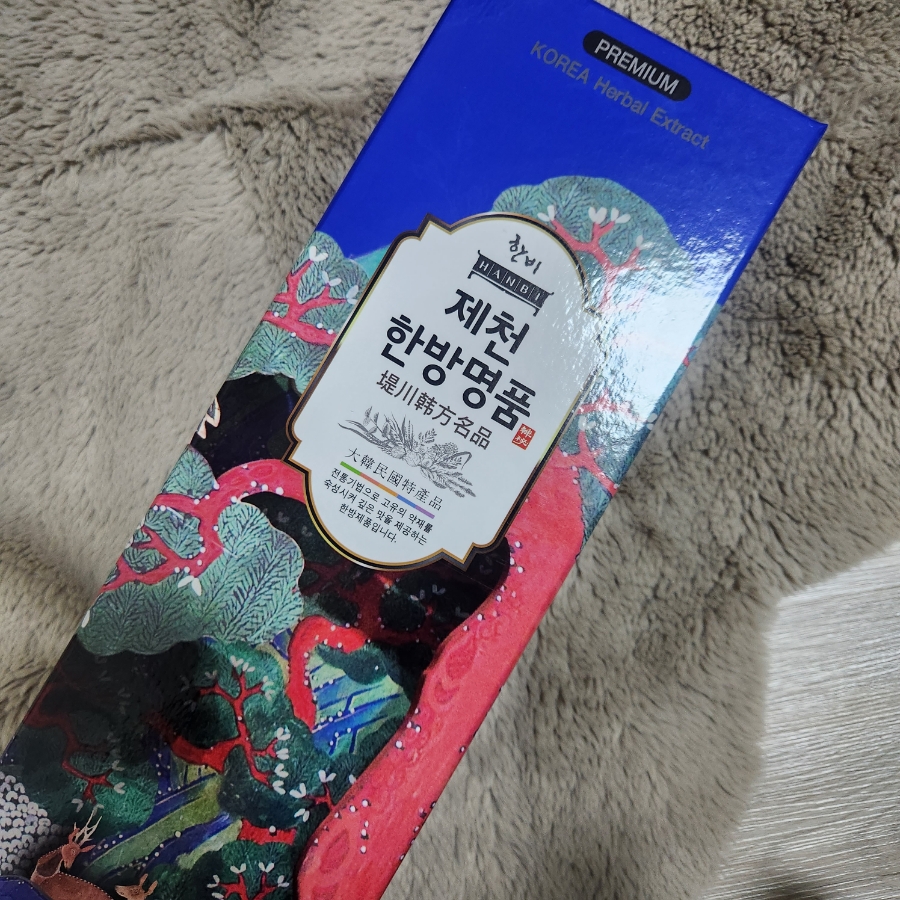 PREMIUM
KOREA Herbal Extract
한비
HANBI
제천
한방명품
堤川韩方名品
大韓民國特產品
전통기법으로 고유의 약재를
숙성시켜 깊은 맛을 제공하는
한방제품입니다.